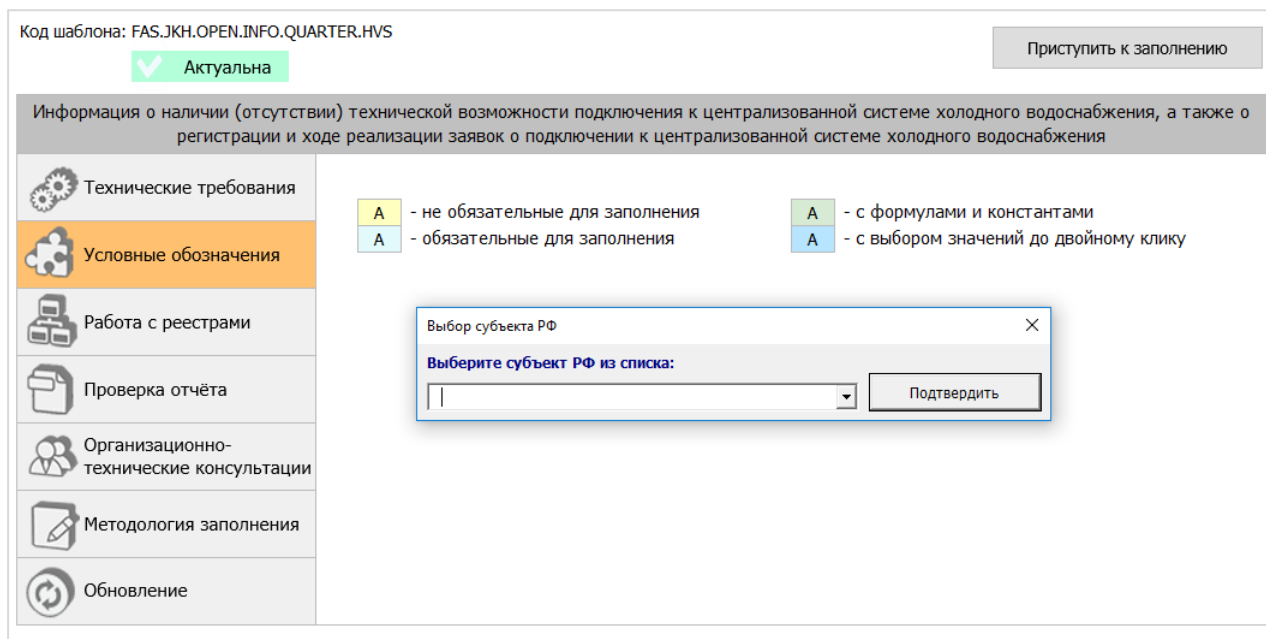 Код шаблона: FAS.JKH.OPEN.INFO.QUARTER.HVS
Актуальна
Приступить к заполнению
Информация о наличии (отсутствии) технической возможности подключения к централизованной системе холодного водоснабжения, а также о
регистрации и ходе реализации заявок о подключении к централизованной системе холодного водоснабжения
Технические требования
Условные обозначения
Работа с реестрами
Проверка отчёта
Организационно-
технические консультации
Методология заполнения
Обновление
А - не обязательные для заполнения
А - обязательные для заполнения
А - с формулами и константами
А - с выбором значений до двойному клику
Выбор субъекта РФ
Выберите субъект РФ из списка:
Подтвердить